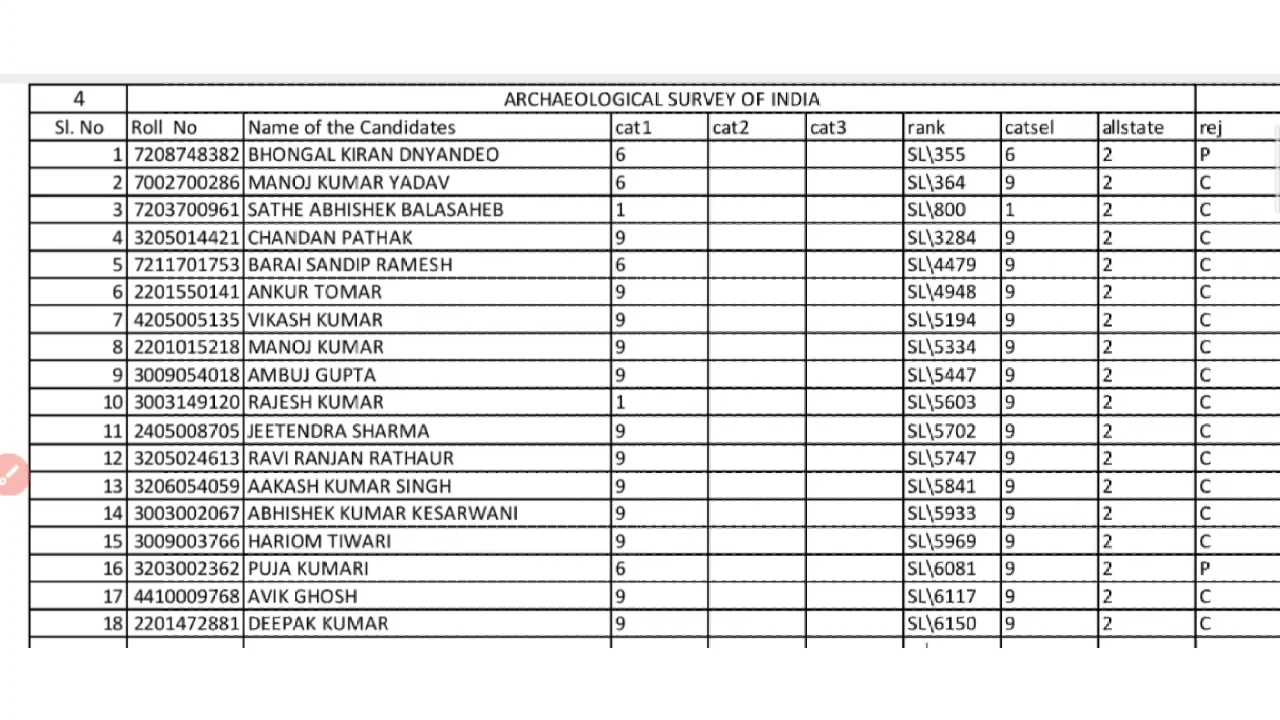 4 ARCHAEOLOGICAL SURVEY OF INDIA
Sl. No Roll No Name of the Candidates cat1 cat2 cat3 rank catsel allstate rej
1 7208748382 BHONGAL KIRAN DNYANDEO 6 SL\355 6 2 P
2 7002700286 MANOJ KUMAR YADAV 6 SL\364 9 2 C
3 7203700961 SATHE ABHISHEK BALASAHEB 1 SL\800 1 2 C
4 3205014421 CHANDAN PATHAK 9 SL\3284 9 2 C
5 7211701753 BARAI SANDIP RAMESH 6 SL\4479 9 2 C
6 2201550141 ANKUR TOMAR 9 SL\4948 9 2 C
7 4205005135 VIKASH KUMAR 9 SL\5194 9 2 C
8 2201015218 MANOJ KUMAR 9 SL\5334 9 2 C
9 3009054018 AMBUJ GUPTA 9 SL\5447 9 2 C
10 3003149120 RAJESH KUMAR 1 SL\5603 9 2 C
11 2405008705 JEETENDRA SHARMA 9 SL\5702 9 2 C
12 3205024613 RAVI RANJAN RATHAUR 9 SL\5747 9 2 C
13 3206054059 AAKASH KUMAR SINGH 9 SL\5841 9 2 C
14 3003002067 ABHISHEK KUMAR KESARWANI 9 SL\5933 9 2 C
15 3009003766 HARIOM TIWARI 9 SL\5969 9 2 C
16 3203002362 PUJA KUMARI 6 SL\6081 9 2 P
17 4410009768 AVIK GHOSH 9 SL\6117 9 2 C
18 2201472881 DEEPAK KUMAR 9 SL\6150 9 2 C